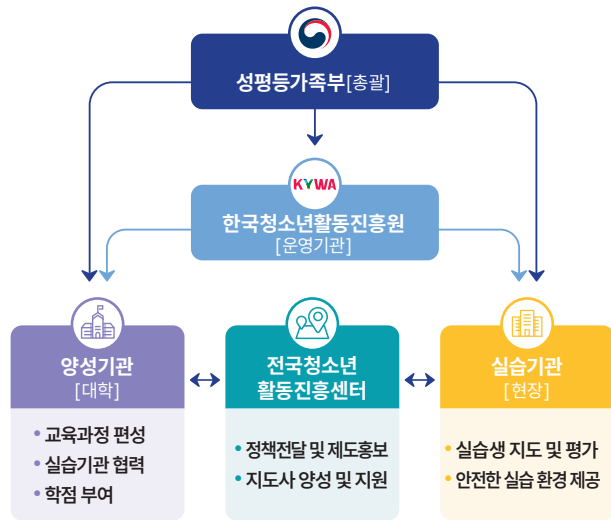 성평등가족부[총괄]
KYWA
한국청소년활동진흥원
[운영기관]
양성기관
[대학]
• 교육과정 편성
• 실습기관 협력
• 학점 부여
전국청소년
활동진흥센터
• 정책전달 및 제도홍보
• 지도사 양성 및 지원
실습기관
[현장]
• 실습생 지도 및 평가
• 안전한 실습 환경 제공